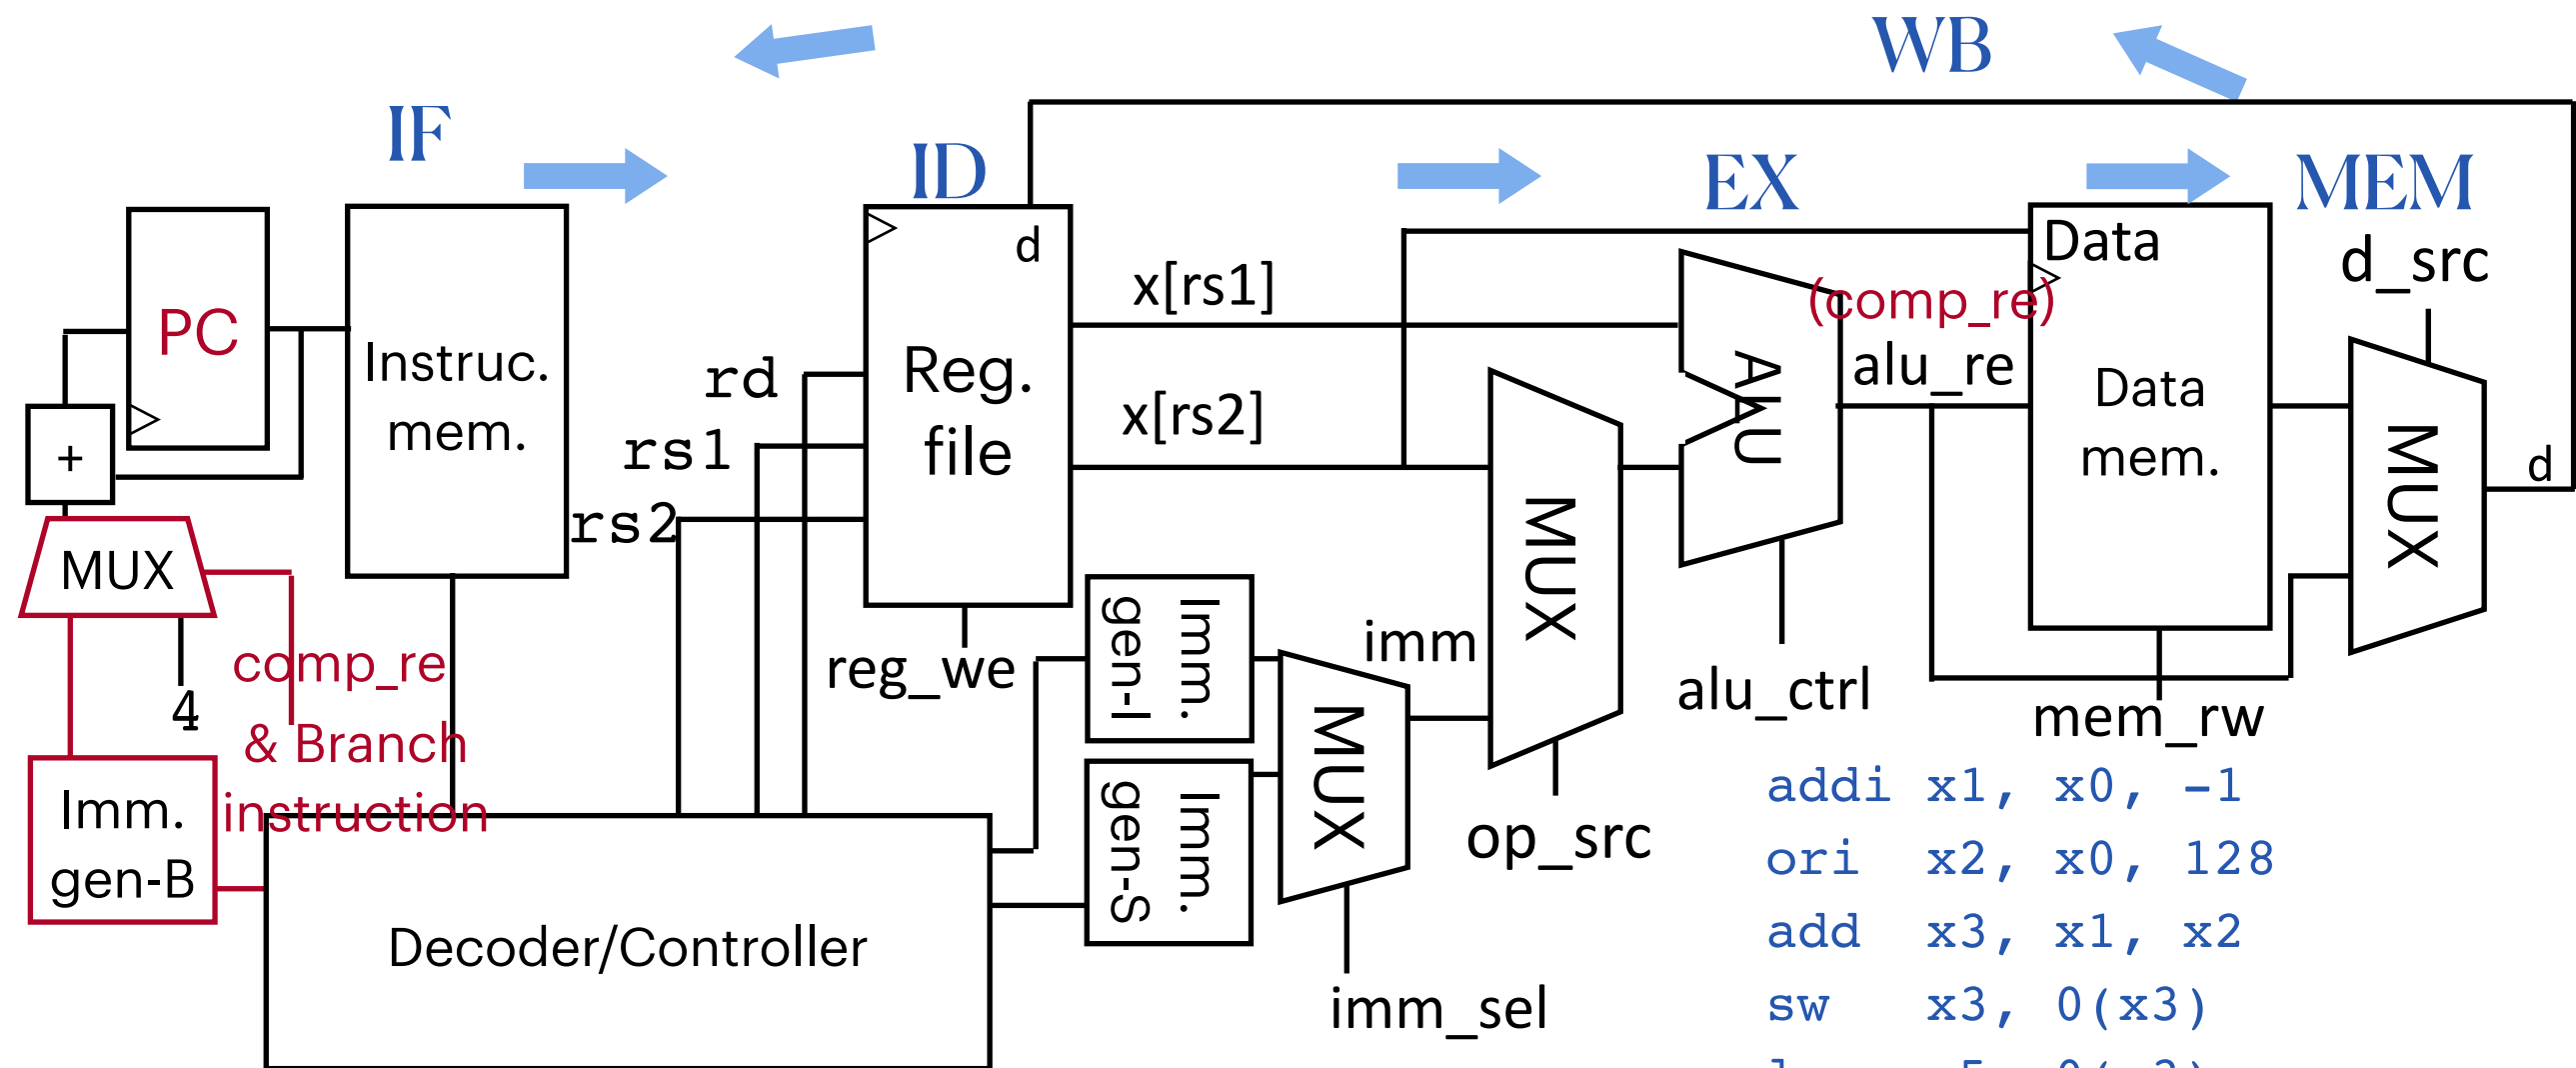 WB
IF
ID
EX
MEM
d
Data
d_src
x[rs1]
(comp_re)
PC
Instruc.
mem.
rd
Reg.
file
ALU
alu_re
Data
mem.
x[rs2]
rs1
+
MUX
d
rs2
MUX
MUX
Imm.
gen-I
imm
comp_re
& Branch
instruction
reg_we
alu_ctrl
4
mem_rw
MUX
Imm.
gen-B
Imm.
gen-S
op_src
Decoder/Controller
imm_sel
addi x1, x0, -1
ori x2, x0, 128
add x3, x1, x2
sw x3, 0(x3)